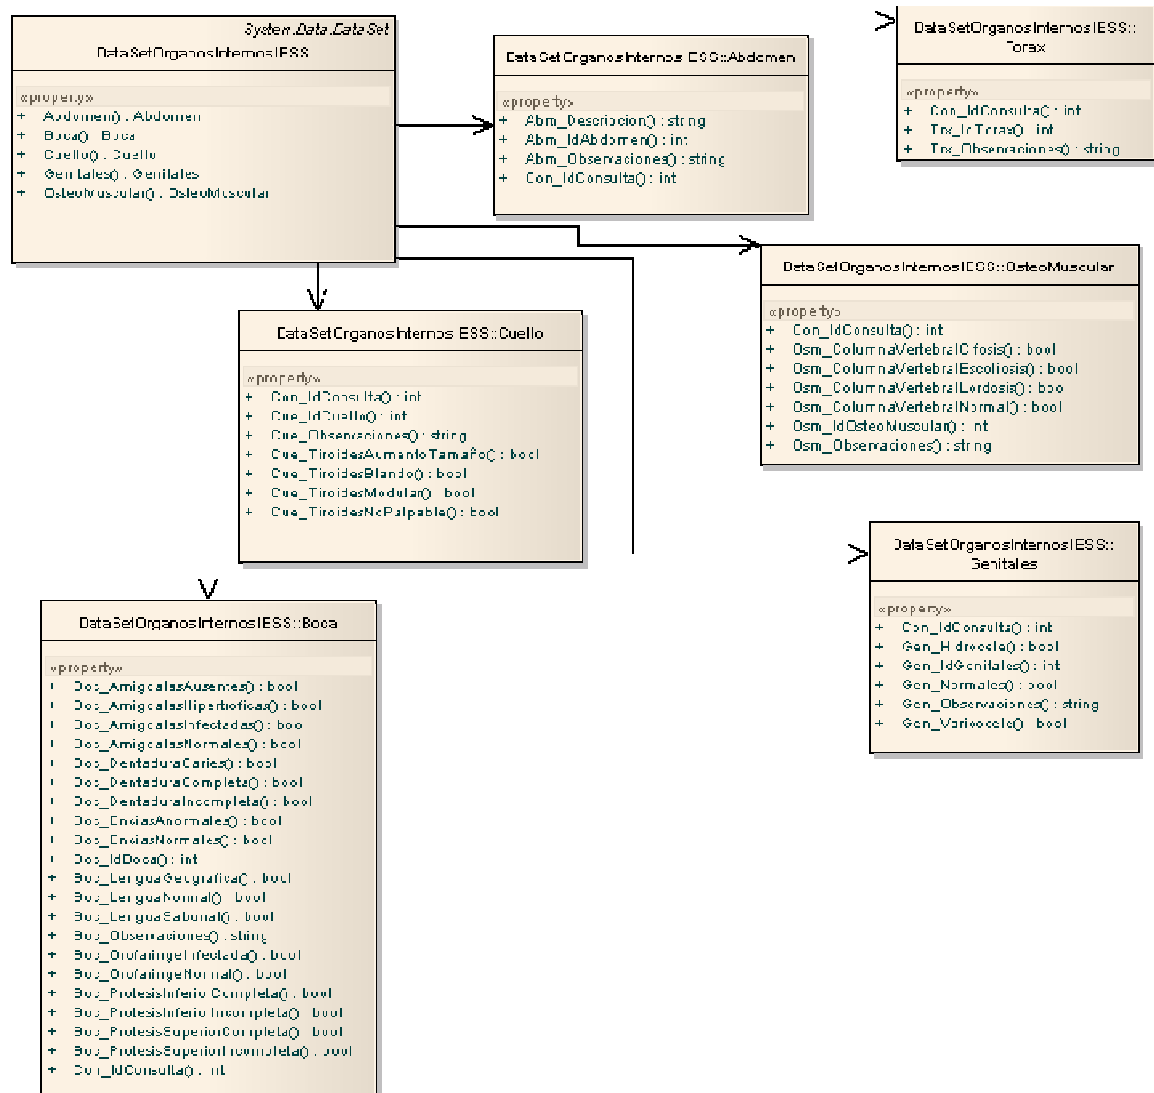 System.Data.DataSet
DataSetOrganosInternosIESS
«property»
+ Abdomen() : Abdomen
+ Boca() : Boca
+ Cuello() : Cuello
+ Genitales() : Genitales
+ OsteoMuscular() : OsteoMuscular
DataSetOrganosInternosIESS::Abdomen
«property»
+ Abm_Descripcion() : string
+ Abm_IdAbdomen() : int
+ Abm_Observaciones() : string
+ Con_IdConsulta() : int
DataSetOrganosInternosIESS::
Torax
«property»
+ Con_IdConsulta() : int
+ Trx_IdTorax() : int
+ Trx_Observaciones() : string
DataSetOrganosInternosIESS::OsteoMuscular
«property»
+ Con_IdConsulta() : int
+ Osm_ColumnaVertebralCifosis() : bool
+ Osm_ColumnaVertebralEscoliosis() : bool
+ Osm_ColumnaVertebralLordosis() : bool
+ Osm_ColumnaVertebralNormal() : bool
+ Osm_IdOsteoMuscular() : int
+ Osm_Observaciones() : string
DataSetOrganosInternosIESS::Cuello
«property»
+ Con_IdConsulta() : int
+ Cue_IdCuello() : int
+ Cue_Observaciones() : string
+ Cue_TiroidesAumentoTamaño() : bool
+ Cue_TiroidesBlando() : bool
+ Cue_TiroidesModular() : bool
+ Cue_TiroidesNoPalpable() : bool
DataSetOrganosInternosIESS::
Genitales
«property»
+ Con_IdConsulta() : int
+ Gen_Hidrocele() : bool
+ Gen_IdGenitales() : int
+ Gen_Normales() : bool
+ Gen_Observaciones() : string
+ Gen_Varixocele() : bool
DataSetOrganosInternosIESS::Boca
«property»
+ Boc_AmigdalasAusentes() : bool
+ Boc_AmigdalasHipertroficas() : bool
+ Boc_AmigdalasInfectadas() : bool
+ Boc_AmigdalasNormales() : bool
+ Boc_DentaduraCaries() : bool
+ Boc_DentaduraCompleta() : bool
+ Boc_DentaduraIncompleta() : bool
+ Boc_EnciasAnormales() : bool
+ Boc_EnciasNormales() : bool
+ Boc_IdBoca() : int
+ Boc_LenguaGeografica() : bool
+ Boc_LenguaNormal() : bool
+ Boc_LenguaSaburral() : bool
+ Boc_Observaciones() : string
+ Boc_OrofaringeInfectada() : bool
+ Boc_OrofaringeNormal() : bool
+ Boc_ProtesisInferiorCompleta() : bool
+ Boc_ProtesisInferiorIncompleta() : bool
+ Boc_ProtesisSuperiorCompleta() : bool
+ Boc_ProtesisSuperiorIncompleta() : bool
+ Con_IdConsulta() : int